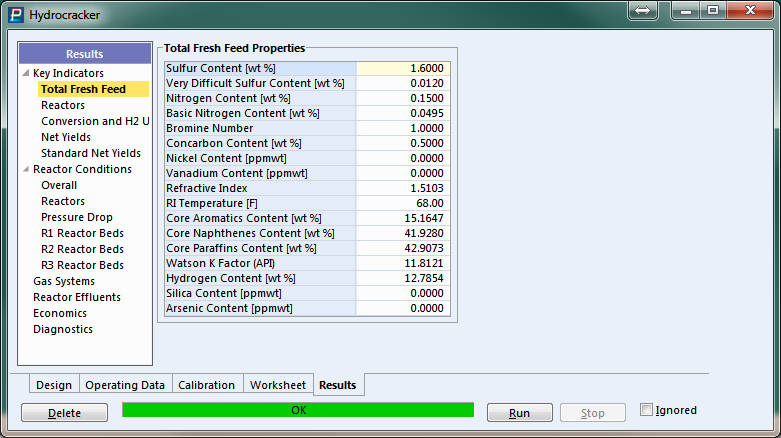 Hydrocracker
Results
Key Indicators
Total Fresh Feed
Reactors
Conversion and H2 U
Net Yields
Standard Net Yields
Reactor Conditions
Overall
Reactors
Pressure Drop
R1 Reactor Beds
R2 Reactor Beds
R3 Reactor Beds
Gas Systems
Reactor Effluents
Economics
Diagnostics
Total Fresh Feed Properties
Sulfur Content [wt %] 1.6000
Very Difficult Sulfur Content [wt %] 0.0120
Nitrogen Content [wt %] 0.1500
Basic Nitrogen Content [wt %] 0.0495
Bromine Number 1.0000
Concarbon Content [wt %] 0.5000
Nickel Content [ppmwt] 0.0000
Vanadium Content [ppmwt] 0.0000
Refractive Index 1.5103
RI Temperature [F] 68.00
Core Aromatics Content [wt %] 15.1647
Core Naphthenes Content [wt %] 41.9280
Core Paraffins Content [wt %] 42.9073
Watson K Factor (API) 11.8121
Hydrogen Content [wt %] 12.7854
Silica Content [ppmwt] 0.0000
Arsenic Content [ppmwt] 0.0000
Design Operating Data Calibration Worksheet Results
Delete OK Run Stop Ignored